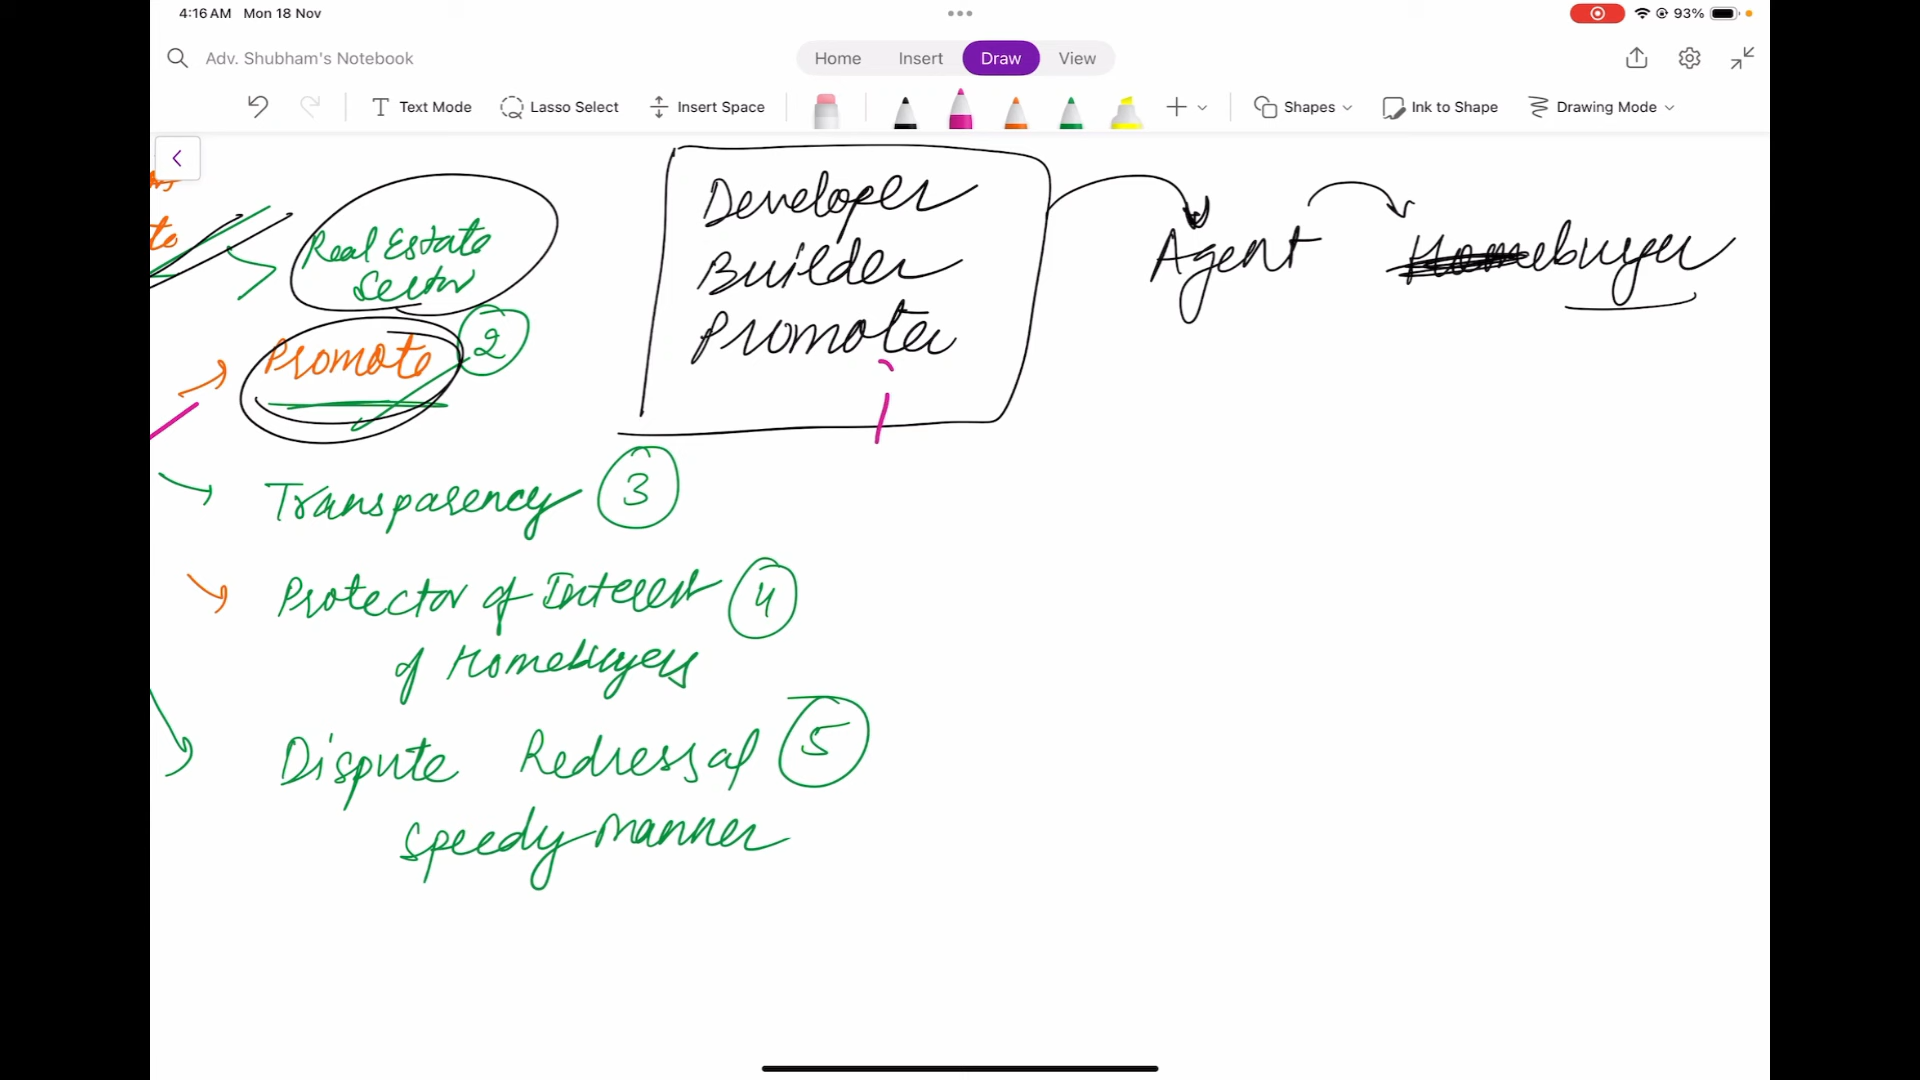 4:16 AM Mon 18 Nov
93%
Adv. Shubham's Notebook
Home Insert Draw View
Text Mode Lasso Select Insert Space Shapes Ink to Shape Drawing Mode
Real Estate
Sector
Promote 2
Developer
Builder
Promoter
Agent
buyer
Transparency 3
Protector of Interest 4
of Homebuyers
Dispute Redressal 5
Speedy manner